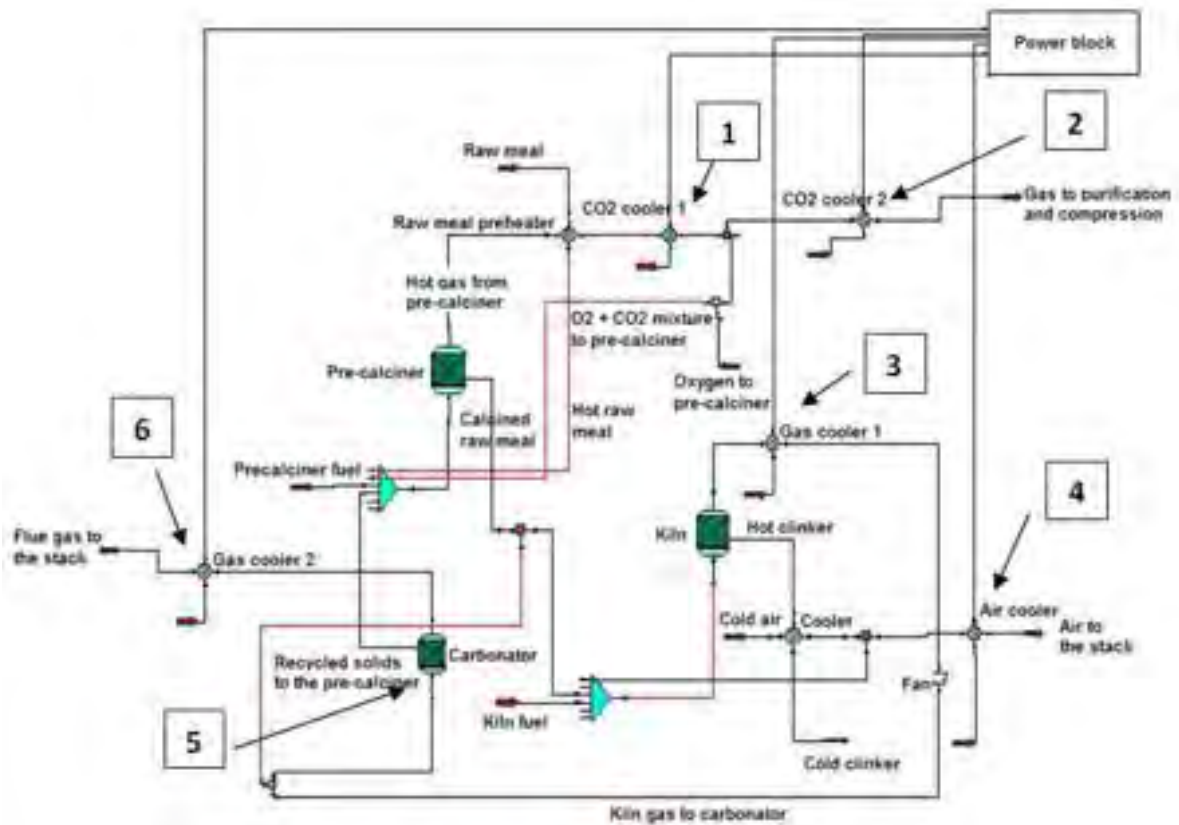 Power block
1
2
Raw meal
CO2 cooler 1
CO2 cooler 2
Gas to purification
and compression
Raw meal preheater
Hot gas from
pre-calciner
O2 + CO2 mixture
to pre-calciner
Pre-calciner
Oxygen to
pre-calciner
3
6
Calcined
raw meal
Hot raw
meal
Gas cooler 1
Precalciner fuel
4
Flue gas to
the stack
Kiln
Hot clinker
Gas cooler 2
Cold air
Cooler
Air cooler
Air to
the stack
Carbonator
Recycled solids
to the pre-calciner
Fan
5
Kiln fuel
Cold clinker
Kiln gas to carbonator